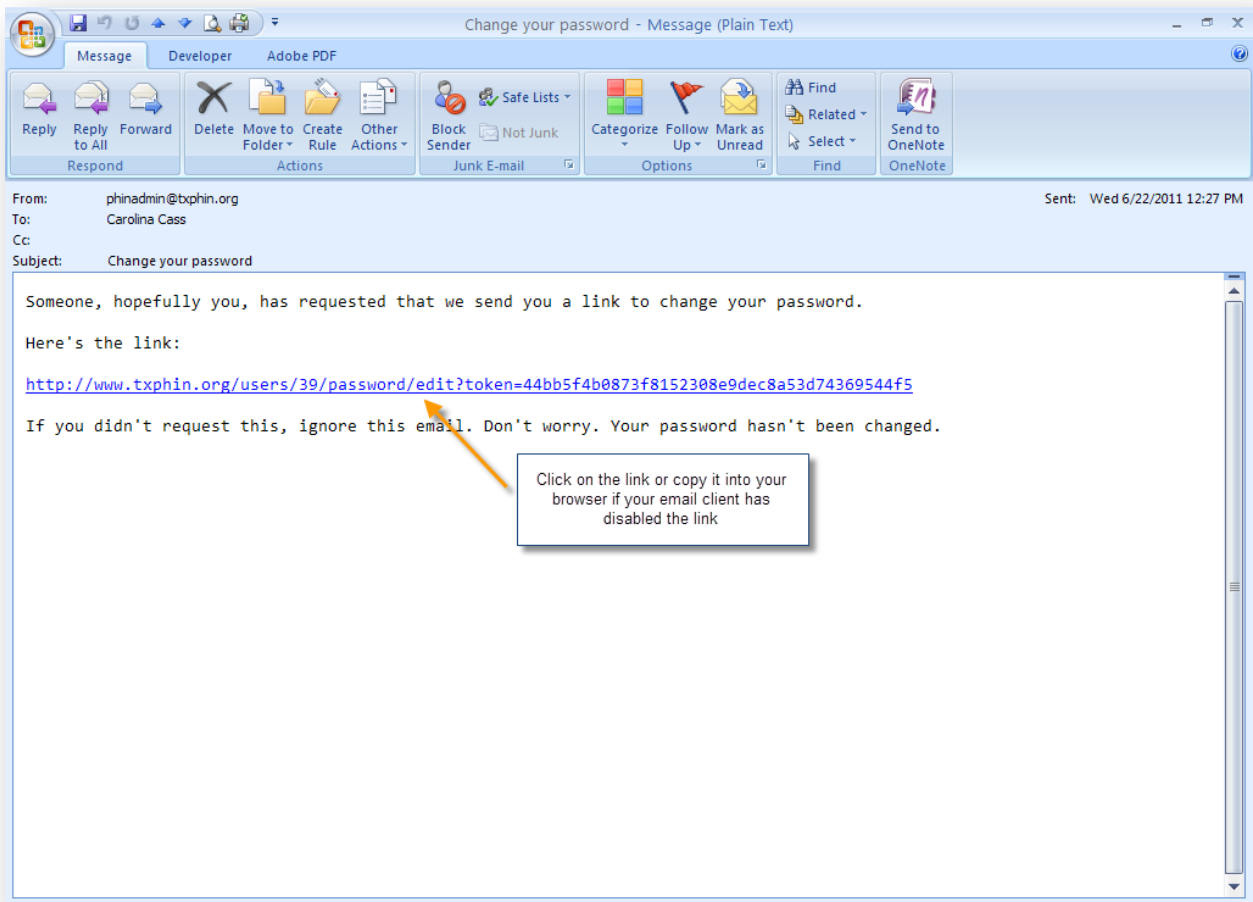 Change your password - Message (Plain Text)
Message Developer Adobe PDF
Reply Reply to All Forward
Respond
Delete Move to Folder Create Rule Other Actions
Actions
Block Sender Safe Lists Not Junk
Junk E-mail
Categorize Follow Up Mark as Unread
Options
Find Related Select
Find
Send to OneNote
OneNote
From: phinadmin@txphin.org Sent: Wed 6/22/2011 12:27 PM
To: Carolina Cass
Cc:
Subject: Change your password
Someone, hopefully you, has requested that we send you a link to change your password.
Here's the link:
http://www.txphin.org/users/39/password/edit?token=44bb5f4b0873f8152308e9dec8a53d74369544f5
If you didn't request this, ignore this email. Don't worry. Your password hasn't been changed.
Click on the link or copy it into your
browser if your email client has
disabled the link